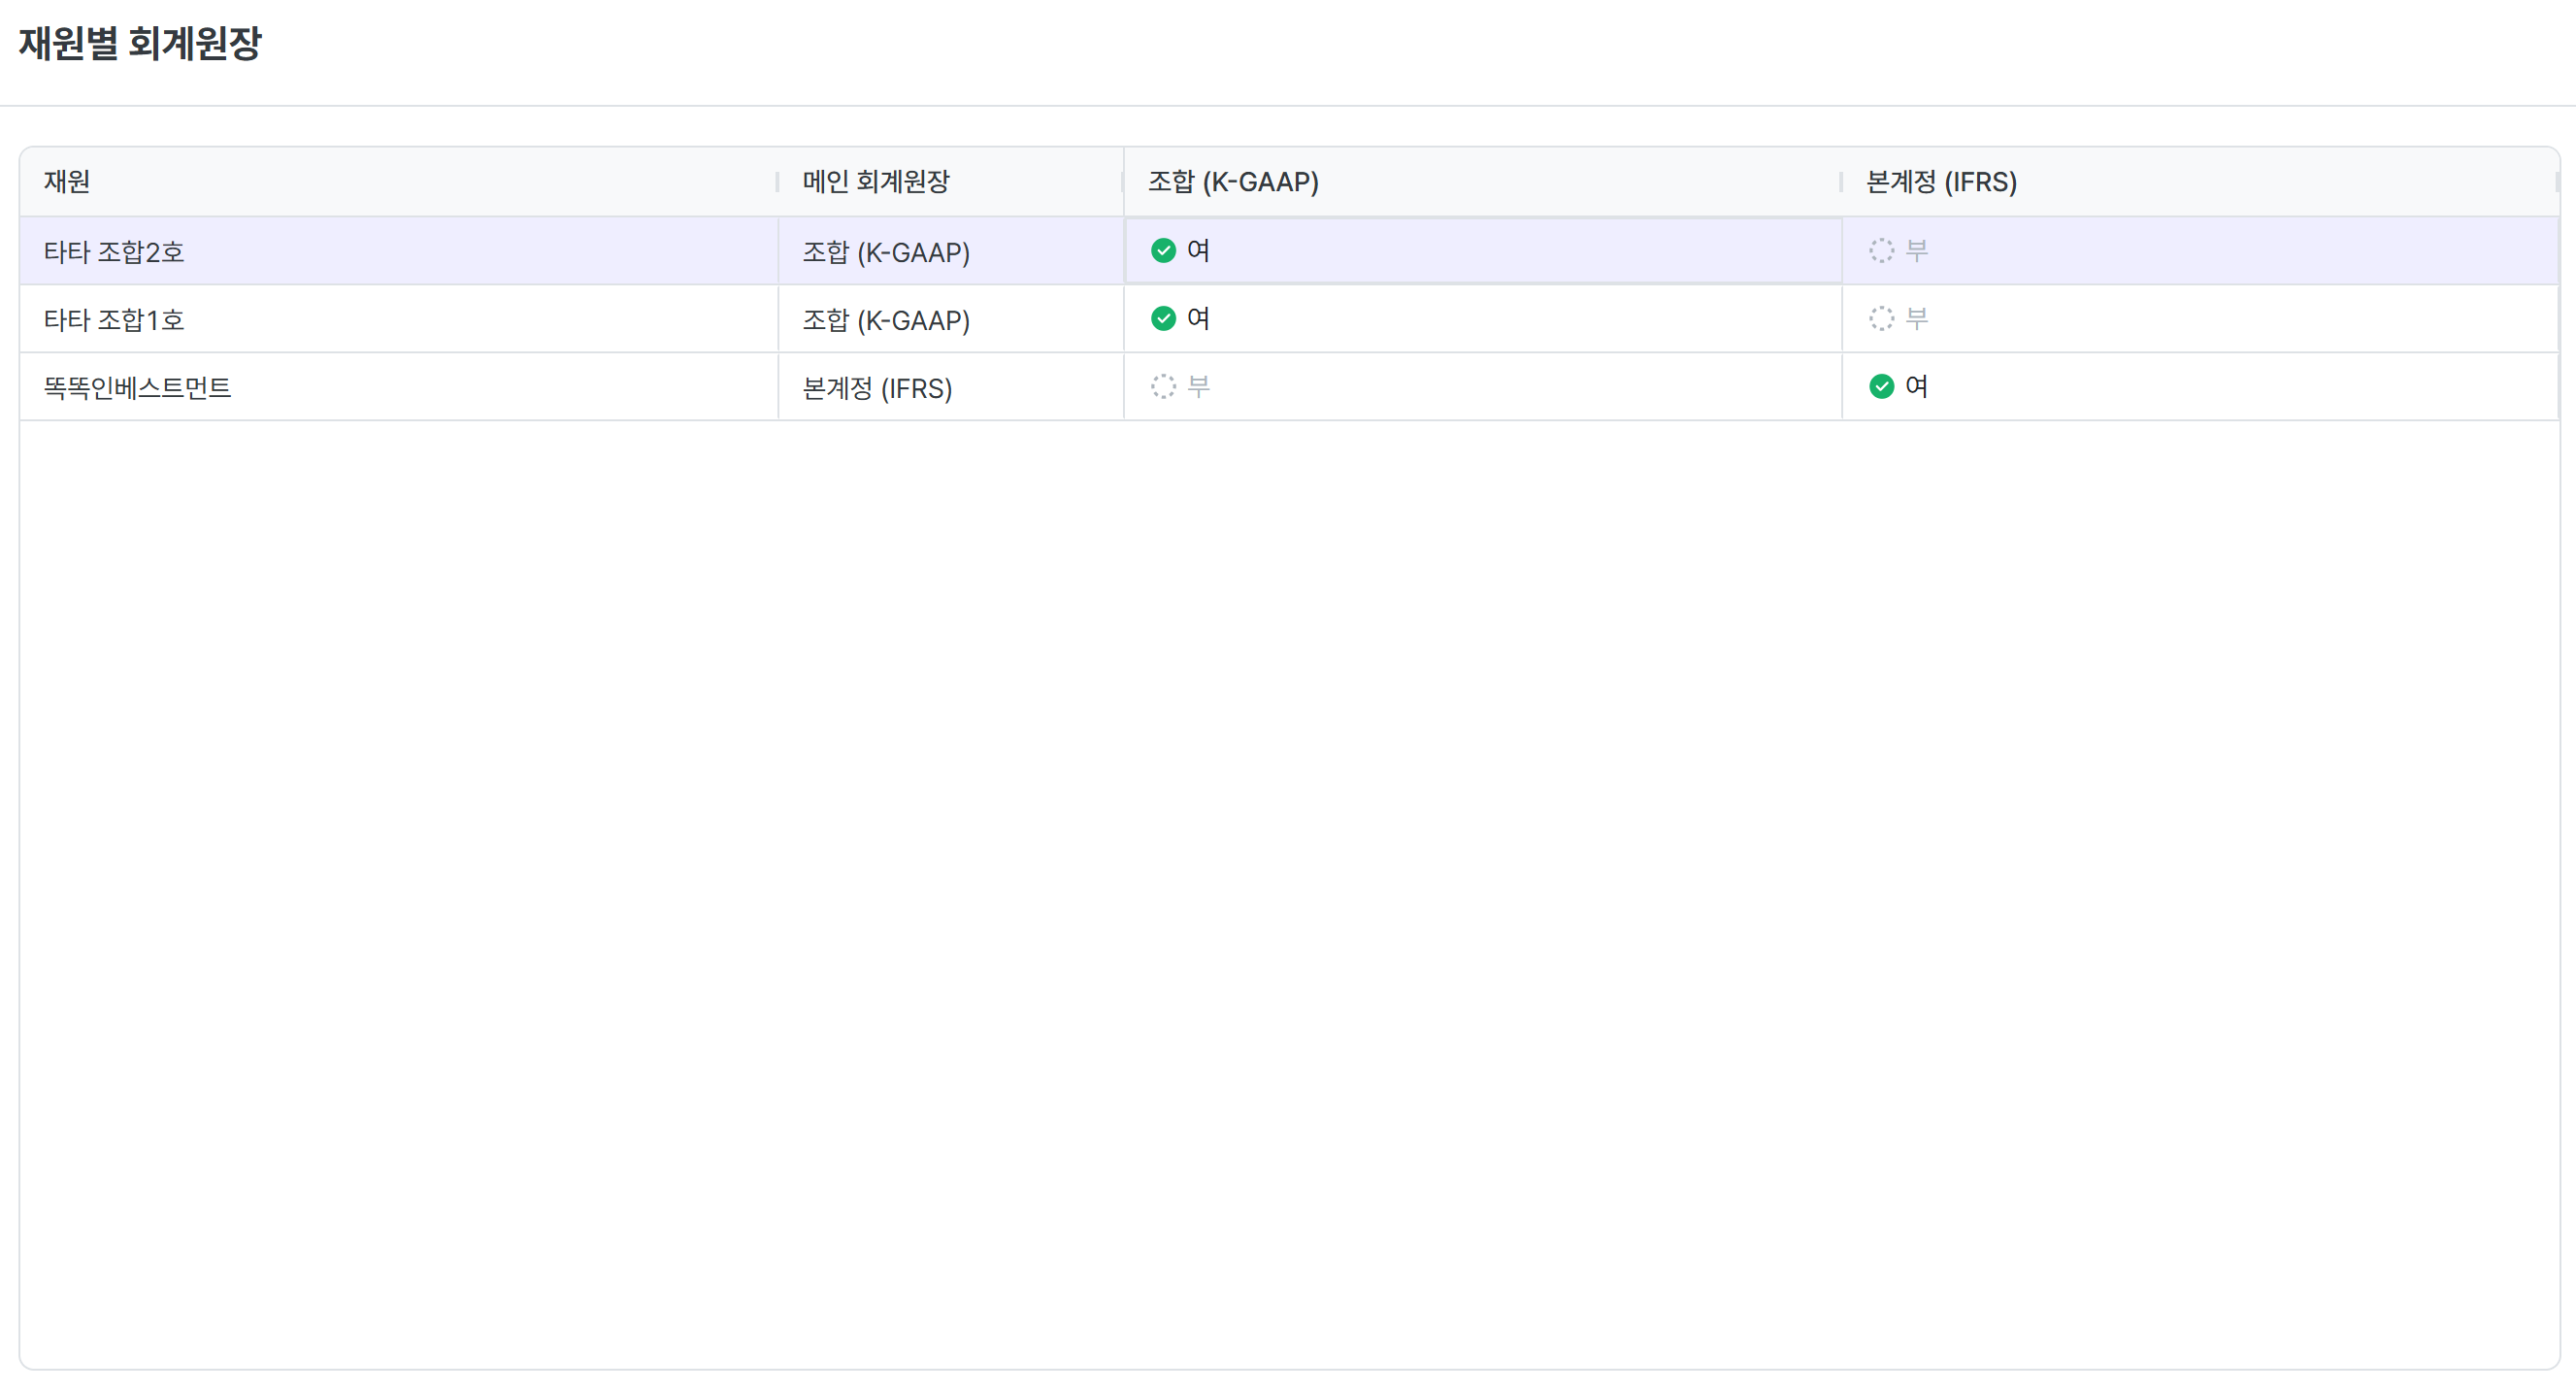 재원별 회계원장
재원 메인 회계원장 조합 (K-GAAP) 본계정 (IFRS)
타타 조합2호 조합 (K-GAAP) 여 부
타타 조합1호 조합 (K-GAAP) 여 부
똑똑인베스트먼트 본계정 (IFRS) 부 여